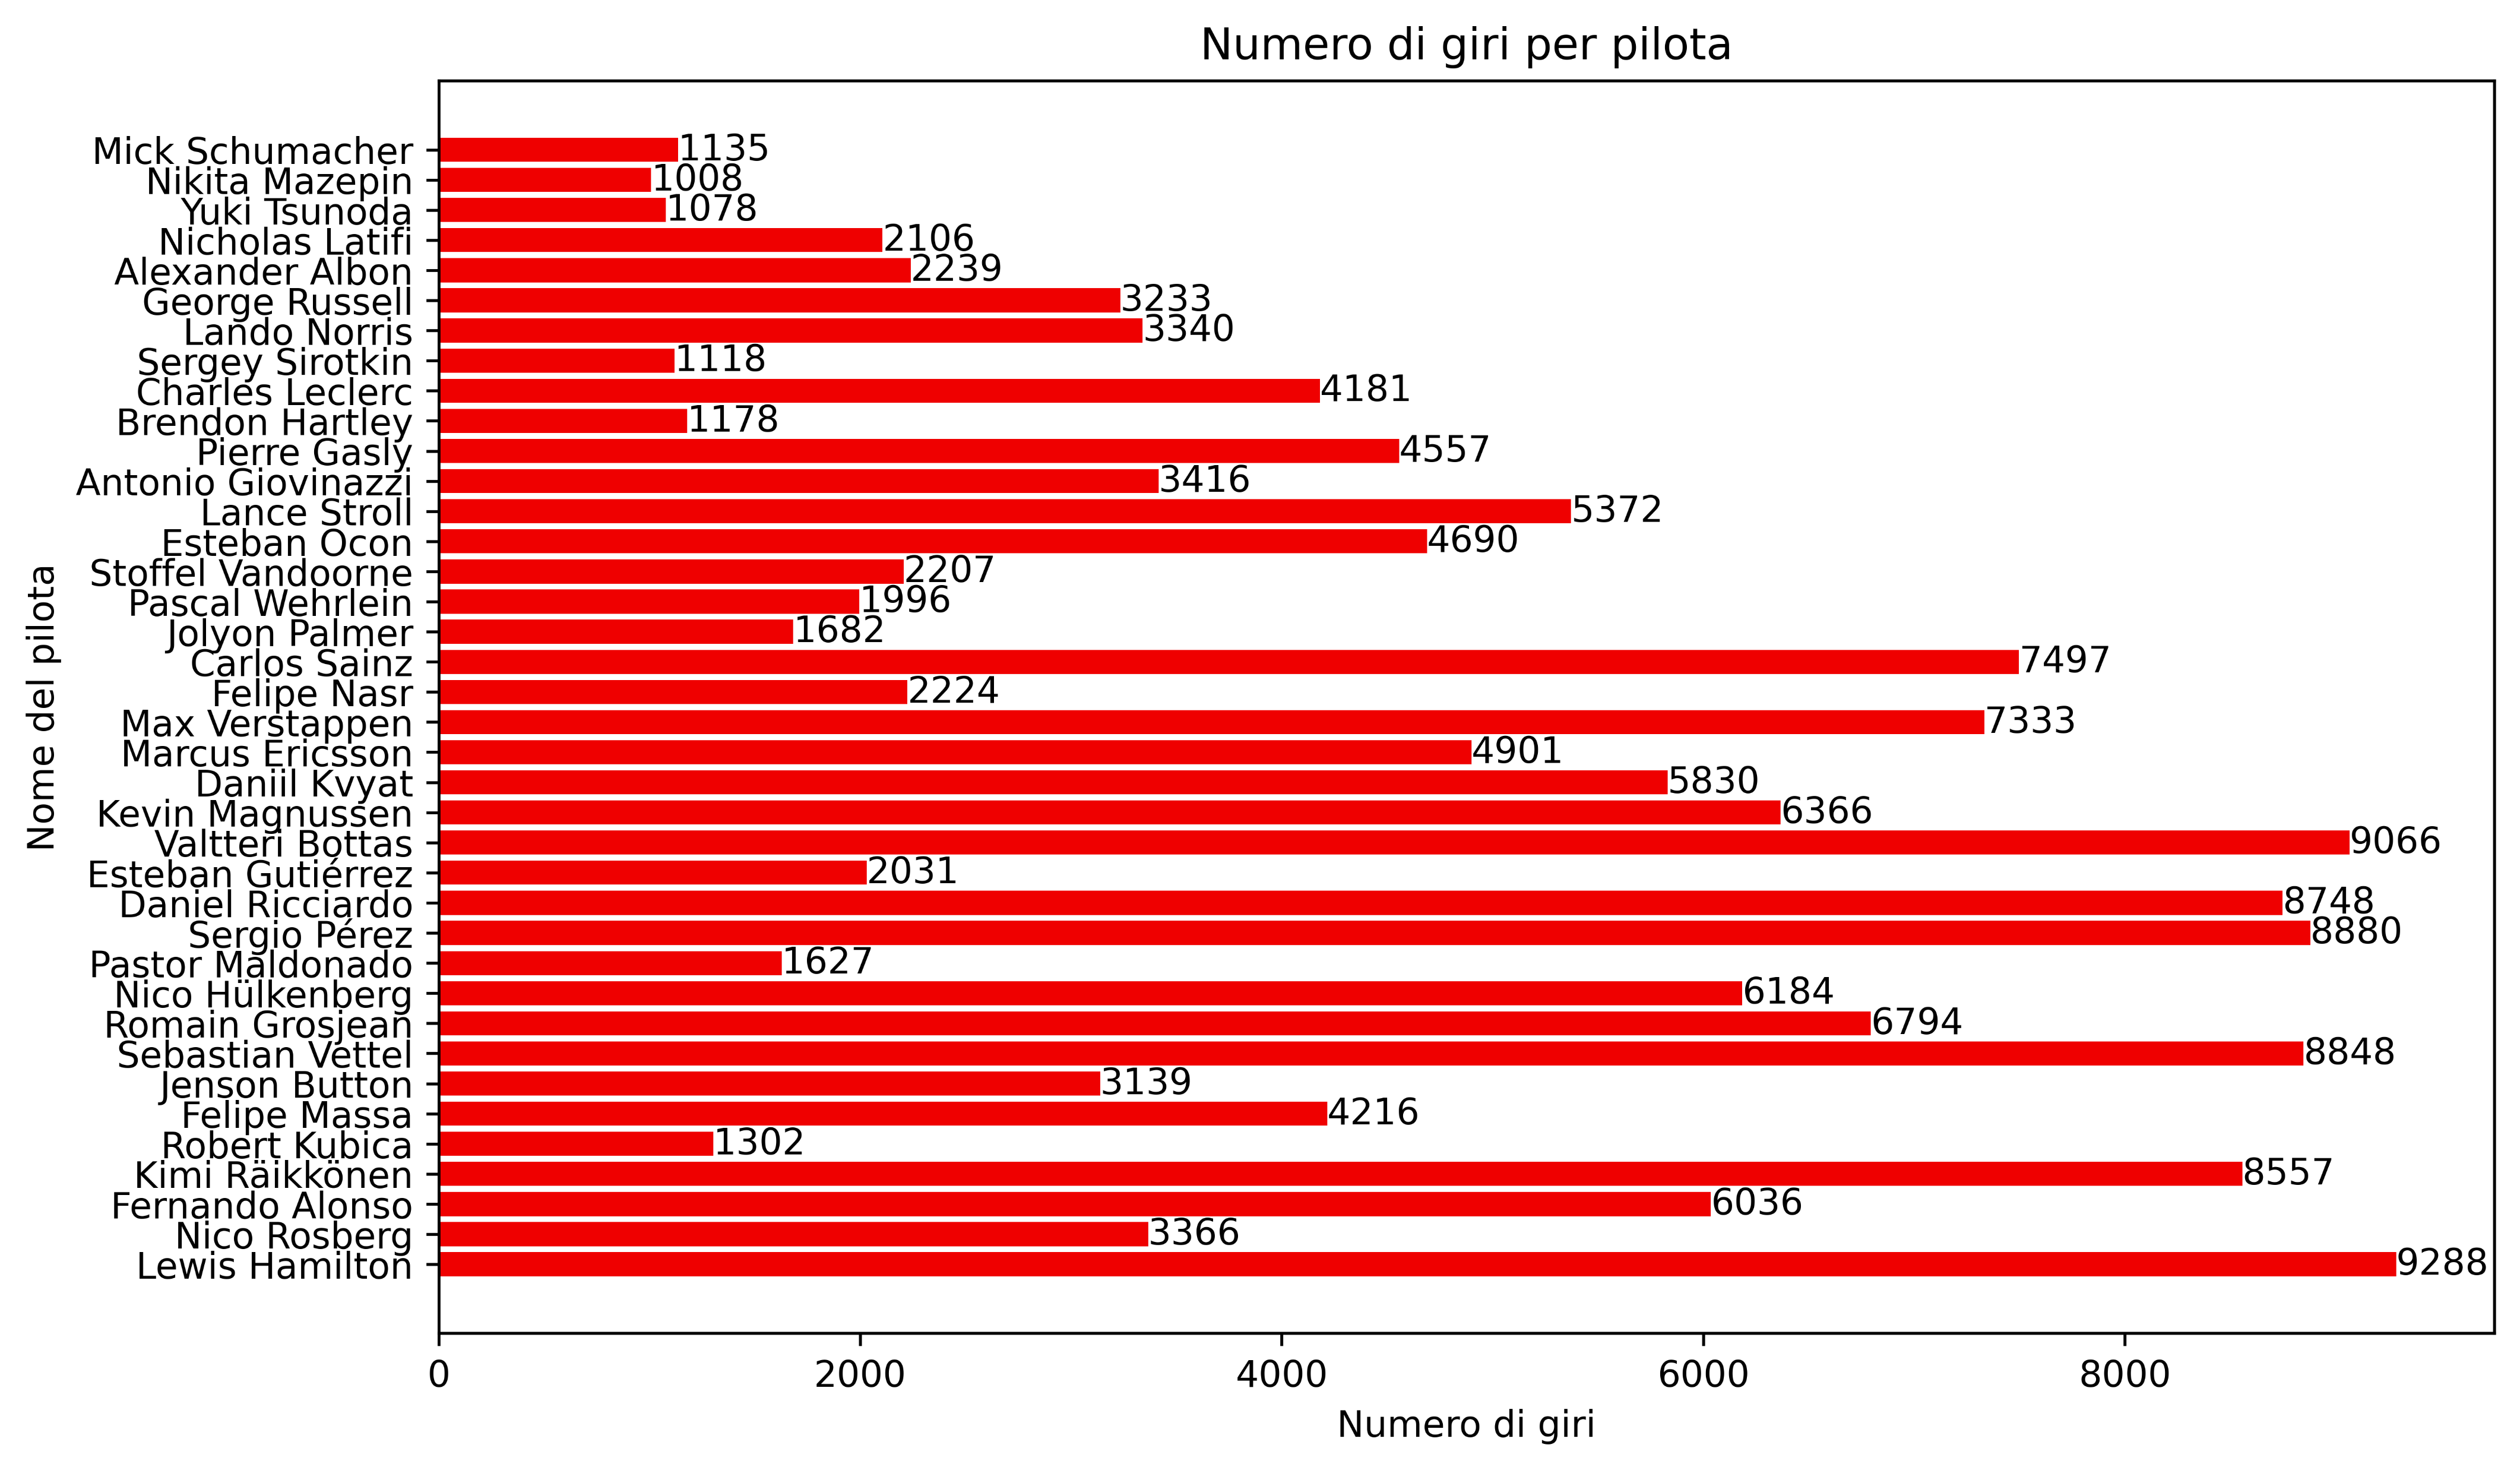 Numero di giri per pilota
Nome del pilota
Mick Schumacher 1135
Nikita Mazepin 1008
Yuki Tsunoda 1078
Nicholas Latifi 2106
Alexander Albon 2239
George Russell 3233
Lando Norris 3340
Sergey Sirotkin 1118
Charles Leclerc 4181
Brendon Hartley 1178
Pierre Gasly 4557
Antonio Giovinazzi 3416
Lance Stroll 5372
Esteban Ocon 4690
Stoffel Vandoorne 2207
Pascal Wehrlein 1996
Jolyon Palmer 1682
Carlos Sainz 7497
Felipe Nasr 2224
Max Verstappen 7333
Marcus Ericsson 4901
Daniil Kvyat 5830
Kevin Magnussen 6366
Valtteri Bottas 9066
Esteban Gutiérrez 2031
Daniel Ricciardo 8748
Sergio Pérez 8880
Pastor Maldonado 1627
Nico Hülkenberg 6184
Romain Grosjean 6794
Sebastian Vettel 8848
Jenson Button 3139
Felipe Massa 4216
Robert Kubica 1302
Kimi Räikkönen 8557
Fernando Alonso 6036
Nico Rosberg 3366
Lewis Hamilton 9288
0 2000 4000 6000 8000
Numero di giri